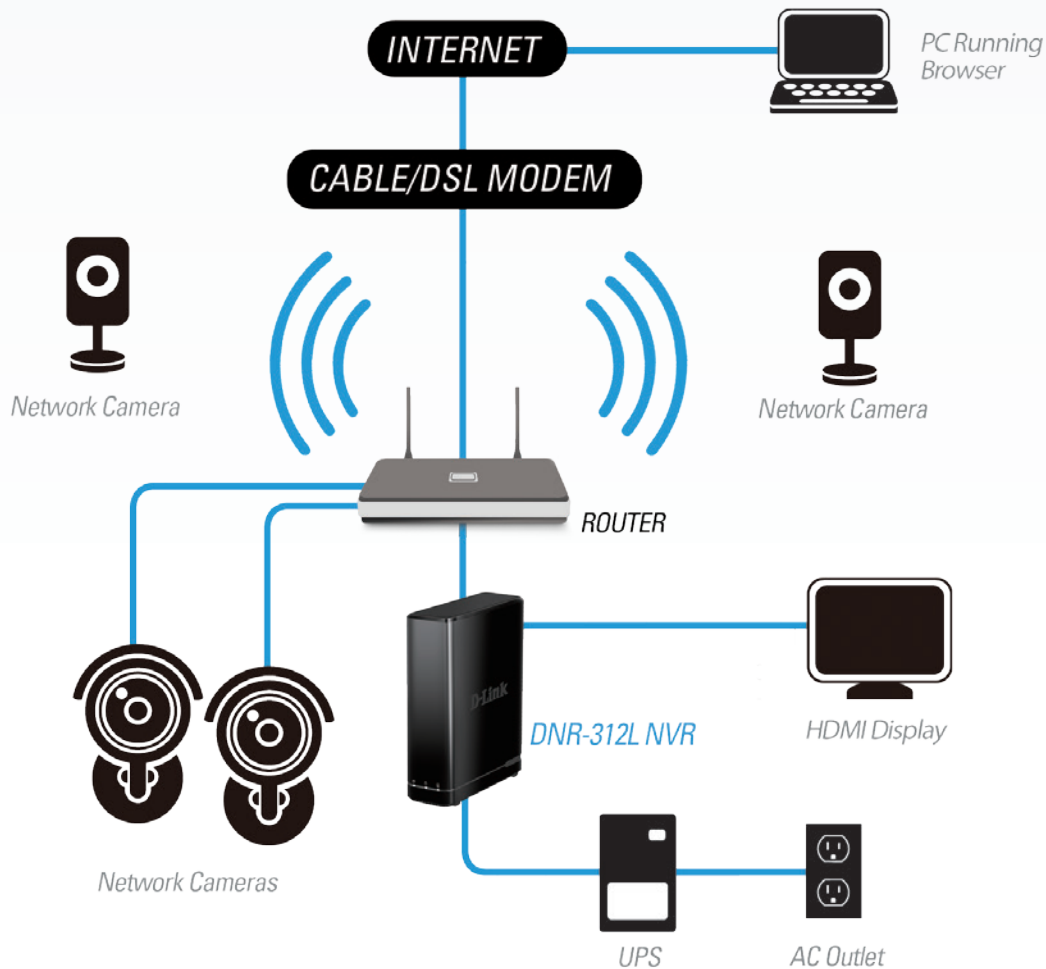 INTERNET
PC Running
Browser
CABLE/DSL MODEM
Network Camera
Network Camera
ROUTER
D-Link
DNR-312L NVR
HDMI Display
Network Cameras
UPS
AC Outlet